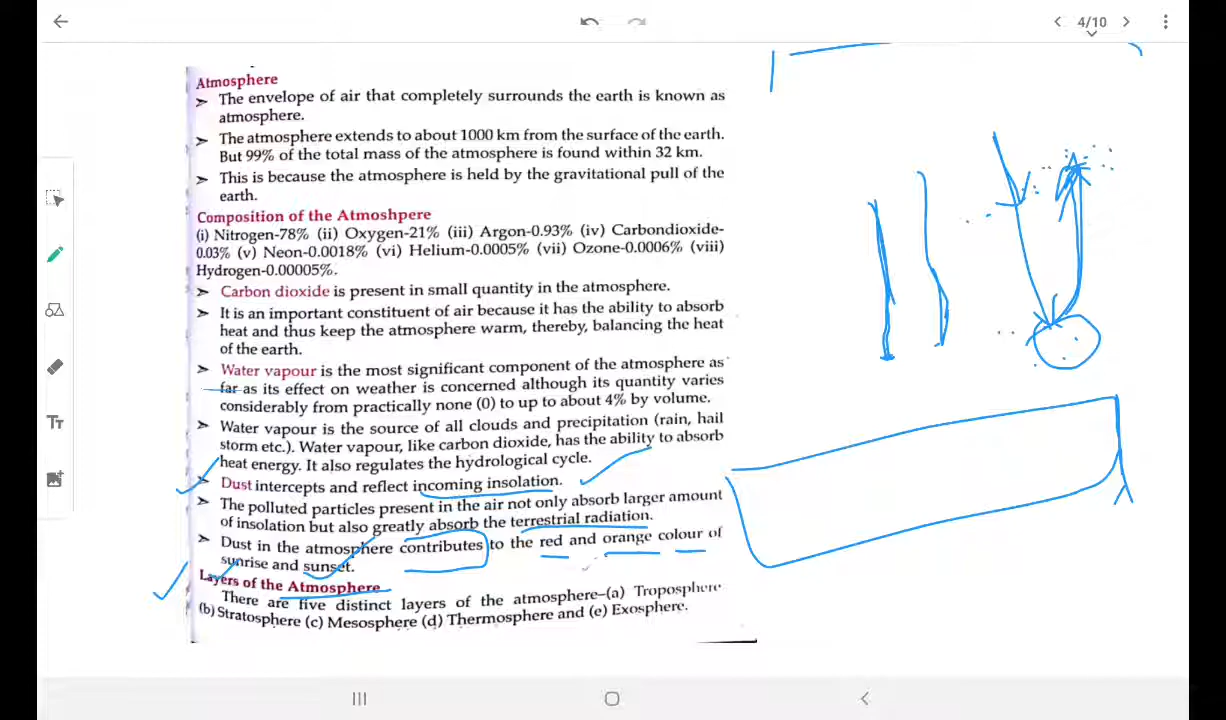 4/10
Atmosphere
➤ The envelope of air that completely surrounds the earth is known as
atmosphere.
➤ The atmosphere extends to about 1000 km from the surface of the earth.
But 99% of the total mass of the atmosphere is found within 32 km.
➤ This is because the atmosphere is held by the gravitational pull of the
earth.
Composition of the Atmoshpere
(i) Nitrogen-78% (ii) Oxygen-21% (iii) Argon-0.93% (iv) Carbondioxide-
0.03% (v) Neon-0.0018% (vi) Helium-0.0005% (vii) Ozone-0.0006% (viii)
Hydrogen-0.00005%.
➤ Carbon dioxide is present in small quantity in the atmosphere.
➤ It is an important constituent of air because it has the ability to absorb
heat and thus keep the atmosphere warm, thereby, balancing the heat
of the earth.
➤ Water vapour is the most significant component of the atmosphere as
far as its effect on weather is concerned although its quantity varies
considerably from practically none (0) to up to about 4% by volume.
➤ Water vapour is the source of all clouds and precipitation (rain, hail
storm etc.). Water vapour, like carbon dioxide, has the ability to absorb
heat energy. It also regulates the hydrological cycle.
➤ Dust intercepts and reflect incoming insolation.
➤ The polluted particles present in the air not only absorb larger amount
of insolation but also greatly absorb the terrestrial radiation.
➤ Dust in the atmosphere contributes to the red and orange colour of
sunrise and sunset.
Layers of the Atmosphere
There are five distinct layers of the atmosphere–(a) Troposphere
(b) Stratosphere (c) Mesosphere (d) Thermosphere and (e) Exosphere.
Tт